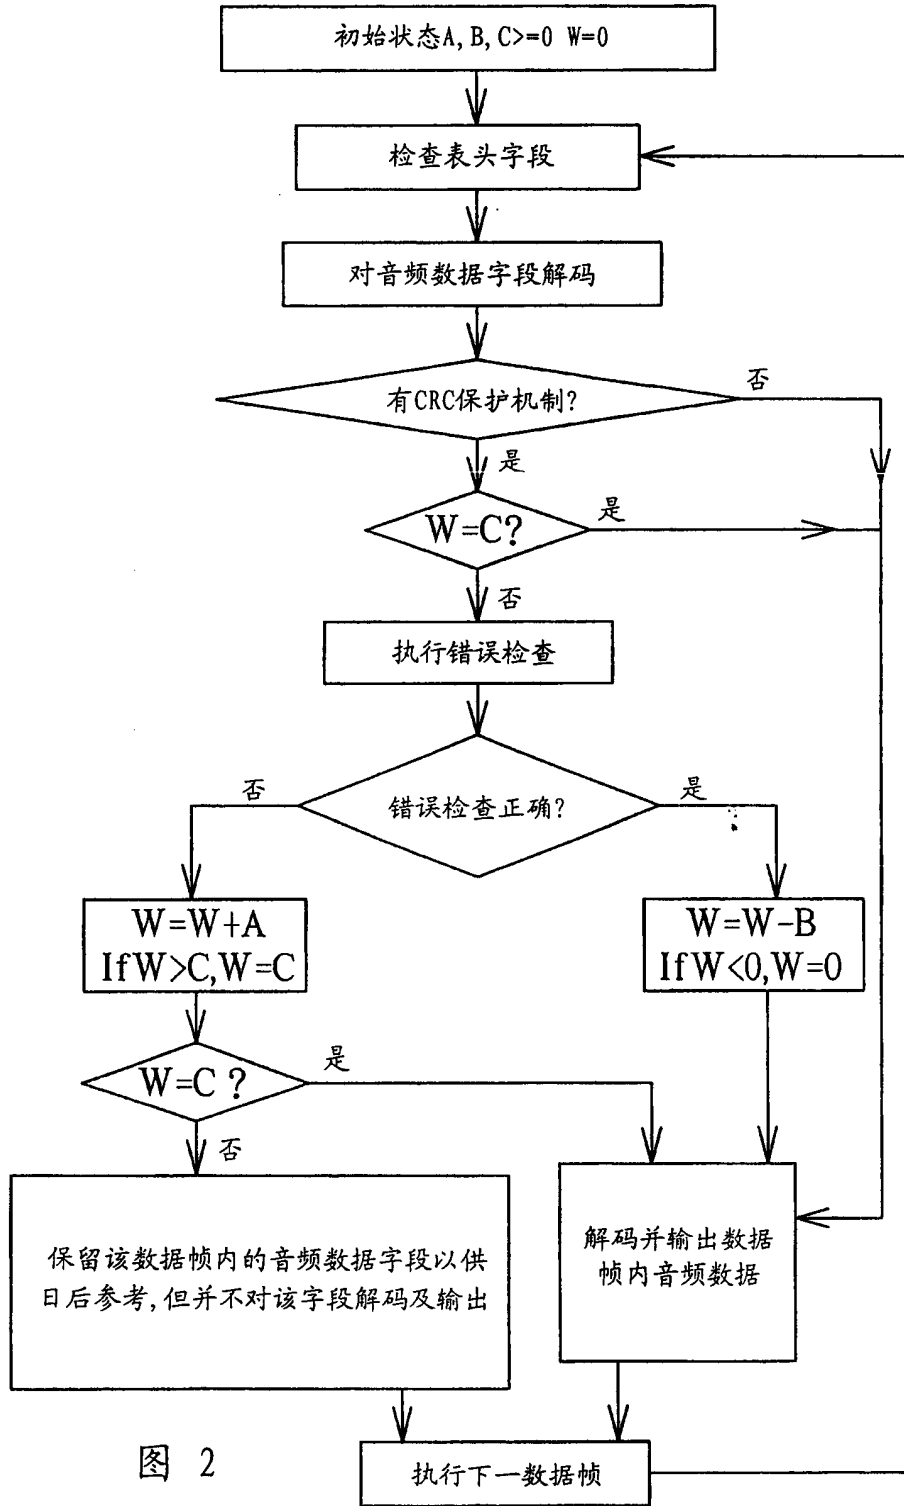 初始状态A,B,C>=0 W=0
检查表头字段
对音频数据字段解码
有CRC保护机制?
否
是
W=C?
是
否
执行错误检查
错误检查正确?
否
是
W=W+A
IfW>C,W=C
W=W-B
IfW<0,W=0
W=C?
是
否
保留该数据帧内的音频数据字段以供
日后参考,但并不对该字段解码及输出
解码并输出数据
帧内音频数据
执行下一数据帧
图 2